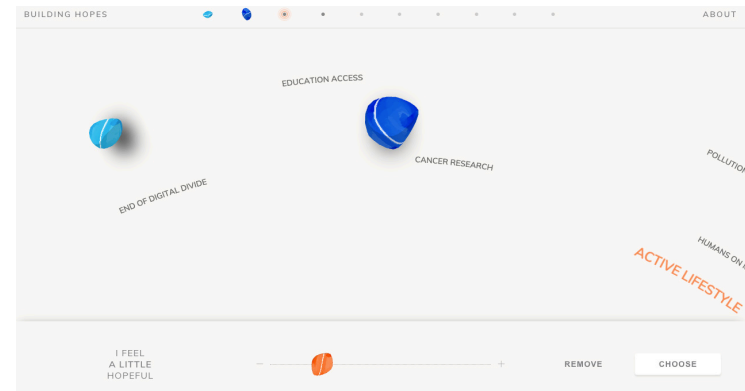 BUILDING HOPES
ABOUT
EDUCATION ACCESS
CANCER RESEARCH
POLLUTION
END OF DIGITAL DIVIDE
HUMANS ON
ACTIVE LIFESTYLE
I FEEL
A LITTLE
HOPEFUL
−
+
REMOVE
CHOOSE